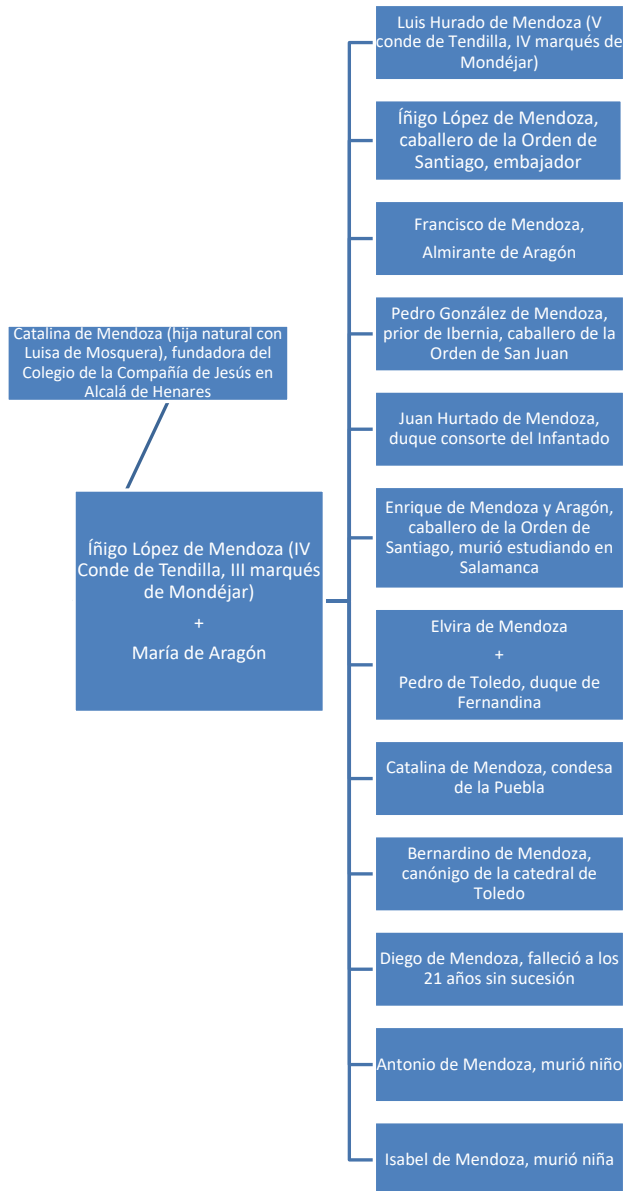 Luis Hurado de Mendoza (V
conde de Tendilla, IV marqués de
Mondéjar)
Íñigo López de Mendoza,
caballero de la Orden de
Santiago, embajador
Francisco de Mendoza,
Almirante de Aragón
Pedro González de Mendoza,
prior de Ibernia, caballero de la
Orden de San Juan
Catalina de Mendoza (hija natural con
Luisa de Mosquera), fundadora del
Colegio de la Compañía de Jesús en
Alcalá de Henares
Juan Hurtado de Mendoza,
duque consorte del Infantado
Enrique de Mendoza y Aragón,
caballero de la Orden de
Santiago, murió estudiando en
Salamanca
Íñigo López de Mendoza (IV
Conde de Tendilla, III marqués
de Mondéjar)
+
María de Aragón
Elvira de Mendoza
+
Pedro de Toledo, duque de
Fernandina
Catalina de Mendoza, condesa
de la Puebla
Bernardino de Mendoza,
canónigo de la catedral de
Toledo
Diego de Mendoza, falleció a los
21 años sin sucesión
Antonio de Mendoza, murió niño
Isabel de Mendoza, murió niña